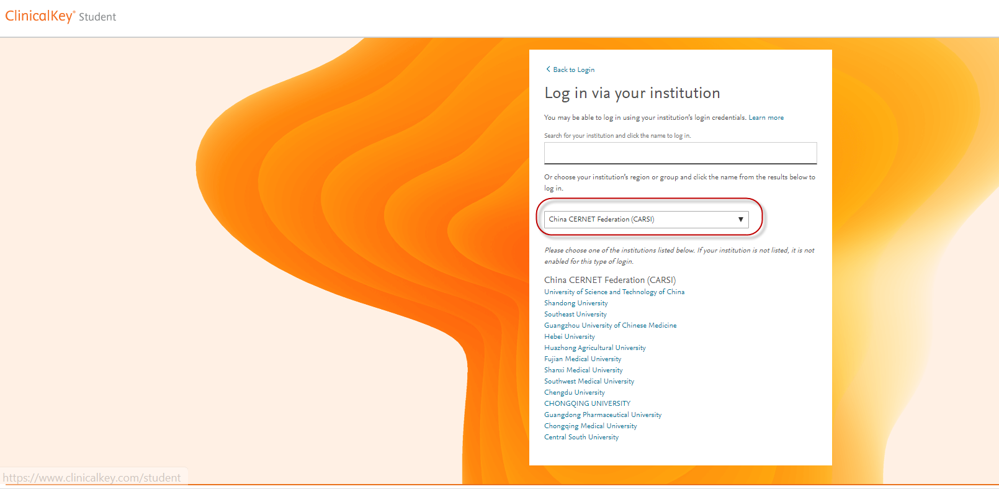 ClinicalKey® Student
Back to Login
Log in via your institution
You may be able to log in using your institution's login credentials. Learn more
Search for your institution and click the name to log in.
Or choose your institution's region or group and click the name from the results below to
log in.
China CERNET Federation (CARSI) ▼
Please choose one of the institutions listed below. If your institution is not listed, it is not
enabled for this type of login.
China CERNET Federation (CARSI)
University of Science and Technology of China
Shandong University
Southeast University
Guangzhou University of Chinese Medicine
Hebei University
Huazhong Agricultural University
Fujian Medical University
Shanxi Medical University
Southwest Medical University
Chengdu University
CHONGQING UNIVERSITY
Guangdong Pharmaceutical University
Chongqing Medical University
Central South University
https://www.clinicalkey.com/student